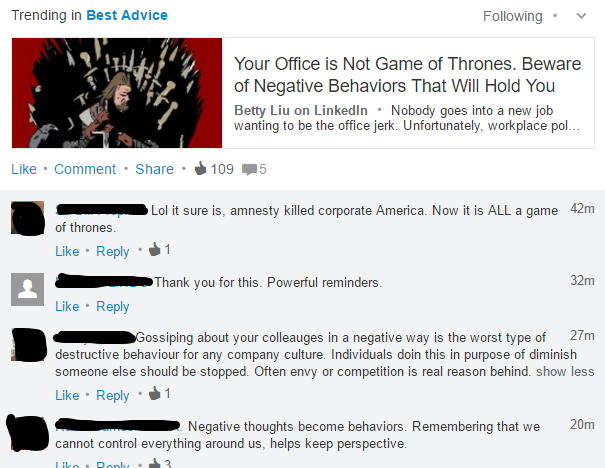 Trending in Best Advice Following
Your Office is Not Game of Thrones. Beware
of Negative Behaviors That Will Hold You
Betty Liu on LinkedIn • Nobody goes into a new job
wanting to be the office jerk. Unfortunately, workplace pol...
Like • Comment • Share • 109 5
Lol it sure is, amnesty killed corporate America. Now it is ALL a game 42m
of thrones.
Like • Reply • 1
Thank you for this. Powerful reminders. 32m
Like • Reply
Gossiping about your colleauges in a negative way is the worst type of 27m
destructive behaviour for any company culture. Individuals doin this in purpose of diminish
someone else should be stopped. Often envy or competition is real reason behind. show less
Like • Reply • 1
Negative thoughts become behaviors. Remembering that we 20m
cannot control everything around us, helps keep perspective.
Like • Reply • 3